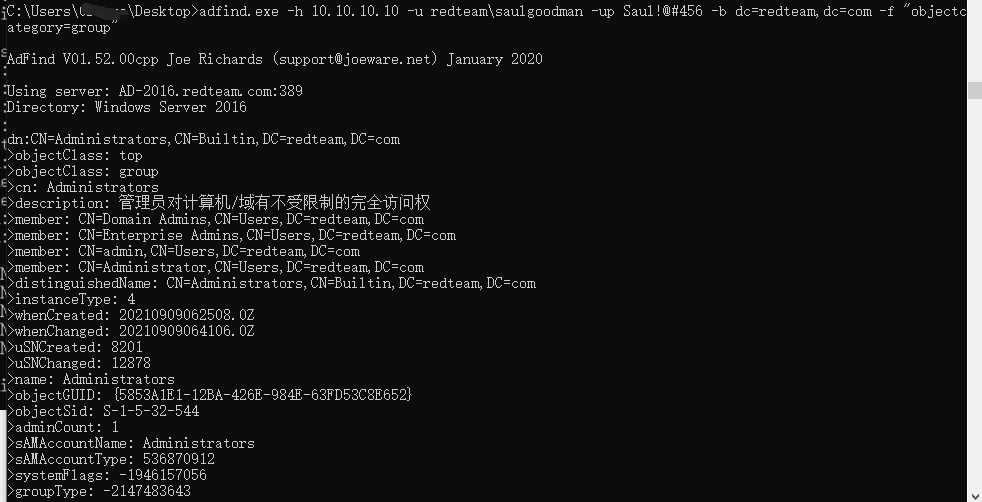 C:\Users\\Desktop>adfind.exe -h 10.10.10.10 -u redteam\saulgoodman -up Saul!@#456 -b dc=redteam,dc=com -f "objectc
ategory=group"
AdFind V01.52.00cpp Joe Richards (support@joeware.net) January 2020
Using server: AD-2016.redteam.com:389
Directory: Windows Server 2016
dn:CN=Administrators,CN=Builtin,DC=redteam,DC=com
>objectClass: top
>objectClass: group
>cn: Administrators
>description: 管理员对计算机/域有不受限制的完全访问权
>member: CN=Domain Admins,CN=Users,DC=redteam,DC=com
>member: CN=Enterprise Admins,CN=Users,DC=redteam,DC=com
>member: CN=admin,CN=Users,DC=redteam,DC=com
>member: CN=Administrator,CN=Users,DC=redteam,DC=com
>distinguishedName: CN=Administrators,CN=Builtin,DC=redteam,DC=com
>instanceType: 4
>whenCreated: 20210909062508.0Z
>whenChanged: 20210909064106.0Z
>uSNCreated: 8201
>uSNChanged: 12878
>name: Administrators
>objectGUID: {5853A1E1-12BA-426E-984E-63FD53C8E652}
>objectSid: S-1-5-32-544
>adminCount: 1
>sAMAccountName: Administrators
>sAMAccountType: 536870912
>systemFlags: -1946157056
>groupType: -2147483643